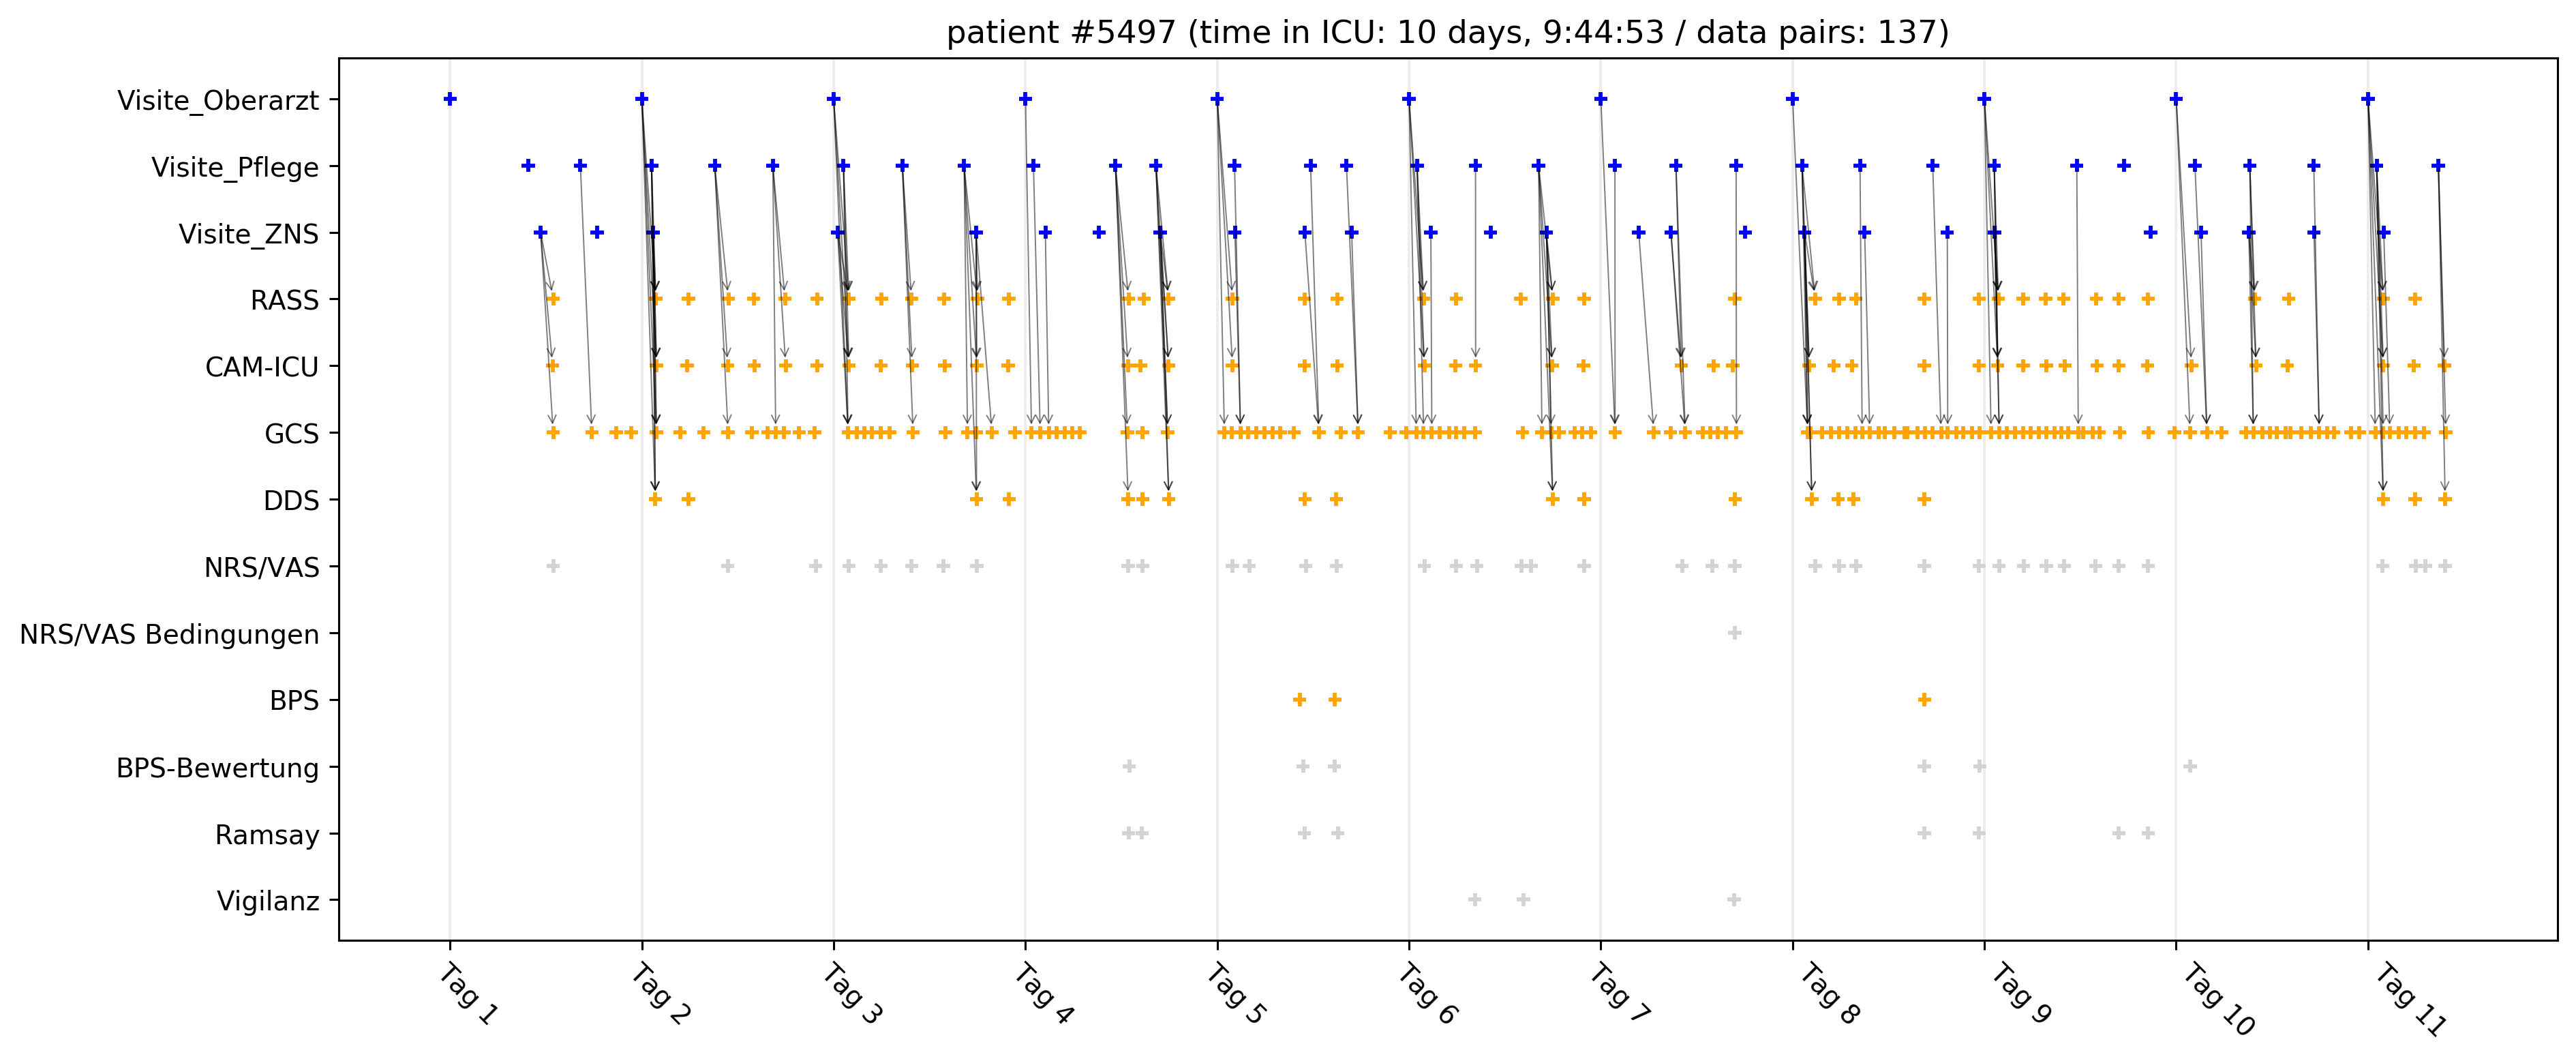 patient #5497 (time in ICU: 10 days, 9:44:53 / data pairs: 137)
Visite_Oberarzt
Visite_Pflege
Visite_ZNS
RASS
CAM-ICU
GCS
DDS
NRS/VAS
NRS/VAS Bedingungen
BPS
BPS-Bewertung
Ramsay
Vigilanz
Tag 1
Tag 2
Tag 3
Tag 4
Tag 5
Tag 6
Tag 7
Tag 8
Tag 9
Tag 10
Tag 11